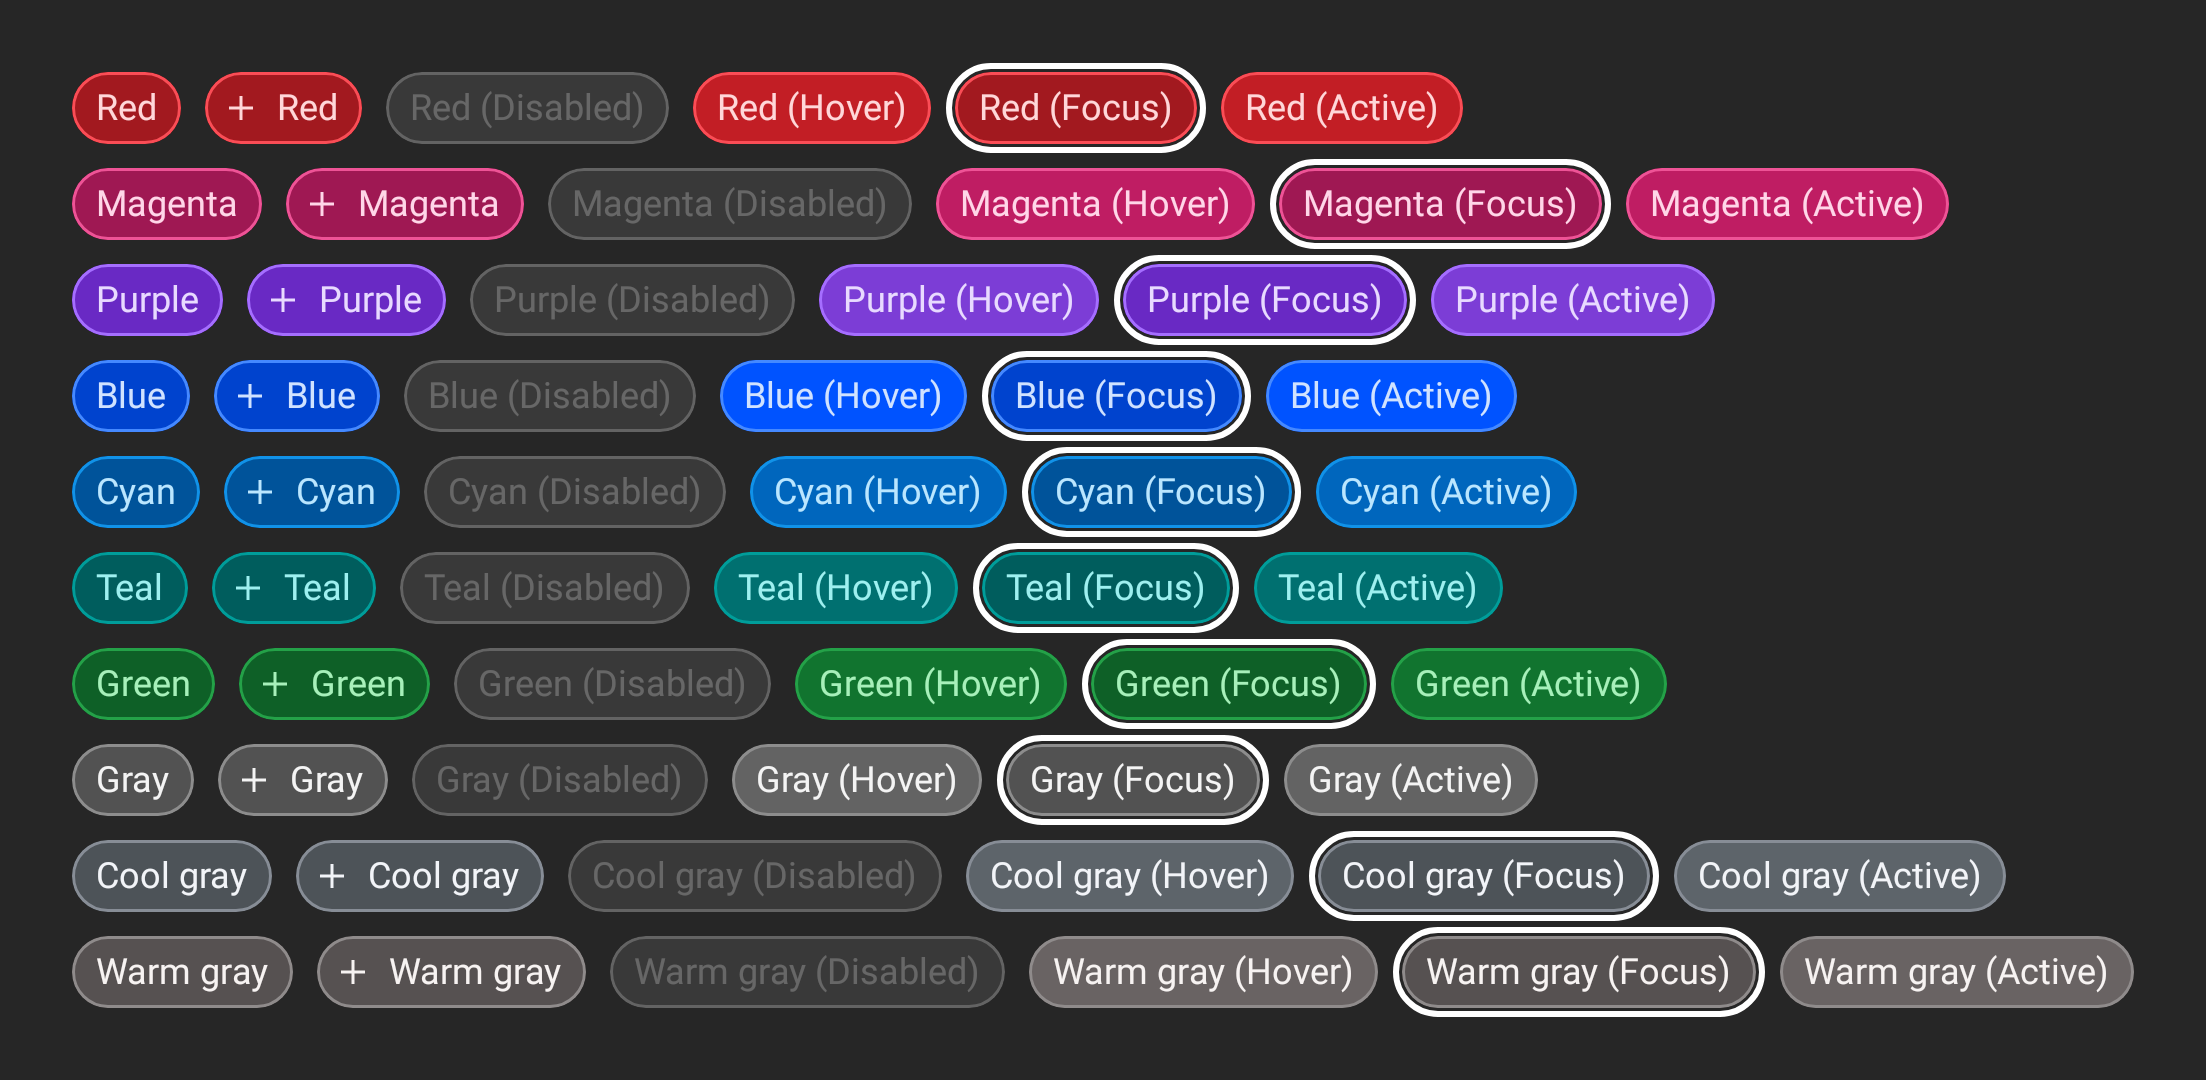 Red + Red Red (Disabled) Red (Hover) Red (Focus) Red (Active)
Magenta + Magenta Magenta (Disabled) Magenta (Hover) Magenta (Focus) Magenta (Active)
Purple + Purple Purple (Disabled) Purple (Hover) Purple (Focus) Purple (Active)
Blue + Blue Blue (Disabled) Blue (Hover) Blue (Focus) Blue (Active)
Cyan + Cyan Cyan (Disabled) Cyan (Hover) Cyan (Focus) Cyan (Active)
Teal + Teal Teal (Disabled) Teal (Hover) Teal (Focus) Teal (Active)
Green + Green Green (Disabled) Green (Hover) Green (Focus) Green (Active)
Gray + Gray Gray (Disabled) Gray (Hover) Gray (Focus) Gray (Active)
Cool gray + Cool gray Cool gray (Disabled) Cool gray (Hover) Cool gray (Focus) Cool gray (Active)
Warm gray + Warm gray Warm gray (Disabled) Warm gray (Hover) Warm gray (Focus) Warm gray (Active)